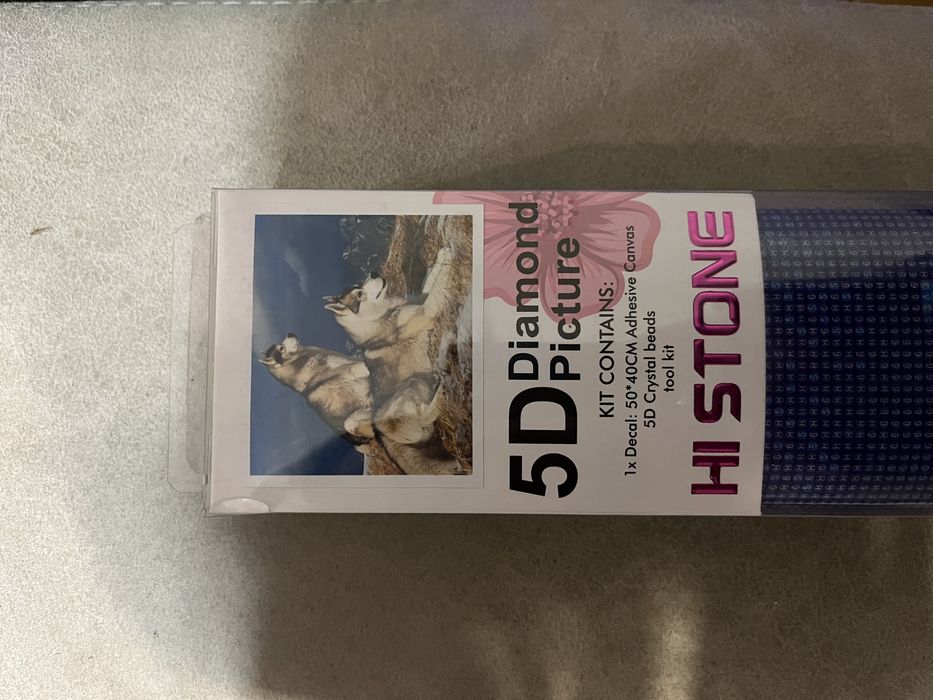 5D Diamond
Picture
KIT CONTAINS:
1x Decal: 50*40CM Adhesive Canvas
5D Crystal beads
tool kit
HI STONE